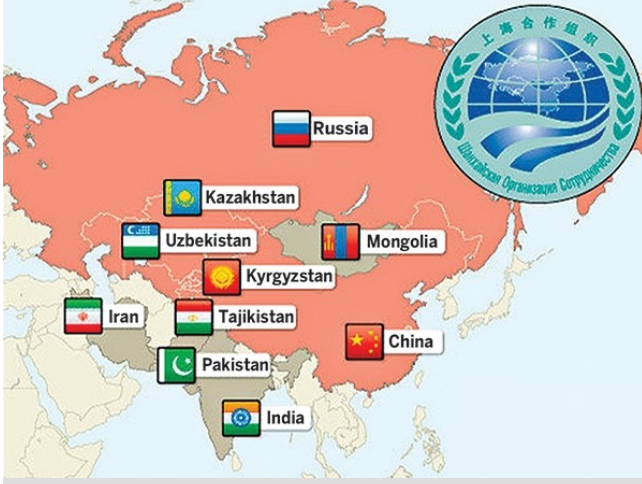 上海合作组织
Шанхайская Организация Сотрудничества
Russia
Kazakhstan
Uzbekistan
Mongolia
Kyrgyzstan
Iran
Tajikistan
China
Pakistan
India